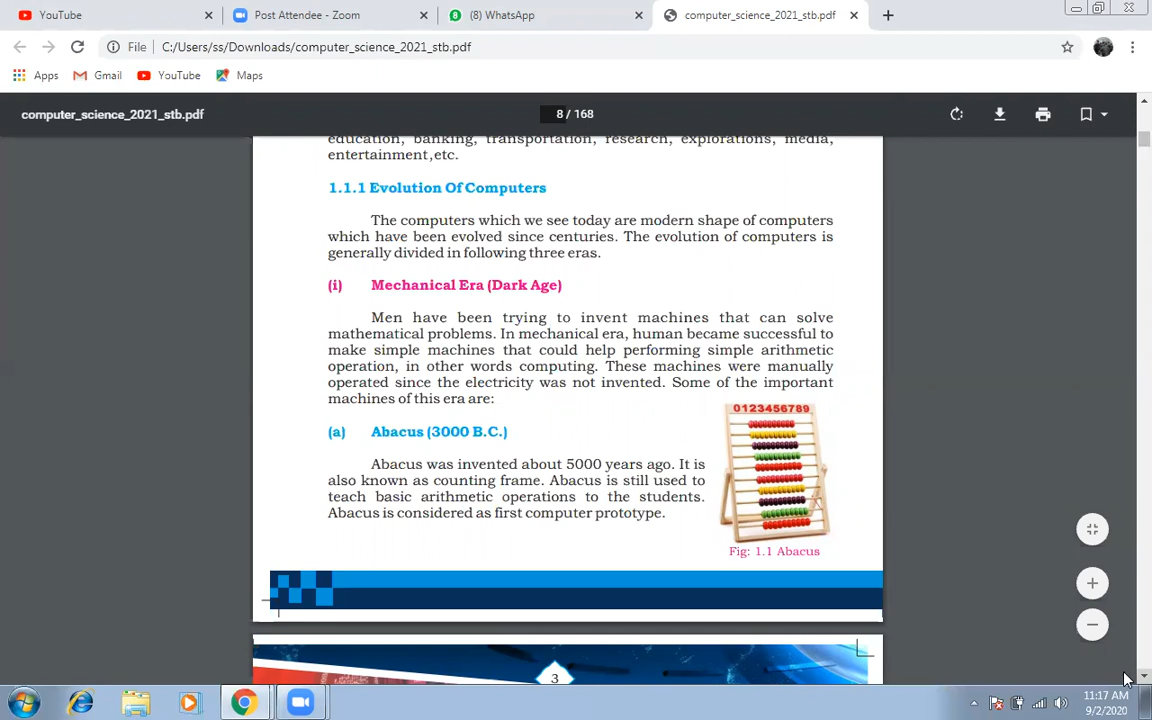 YouTube
Post Attendee - Zoom
(8) WhatsApp
computer_science_2021_stb.pdf
File
C:/Users/ss/Downloads/computer_science_2021_stb.pdf
Apps
Gmail
YouTube
Maps
computer_science_2021_stb.pdf
8 / 168
education, banking, transportation, research, explorations, media,
entertainment,etc.
1.1.1 Evolution Of Computers
The computers which we see today are modern shape of computers
which have been evolved since centuries. The evolution of computers is
generally divided in following three eras.
(i) Mechanical Era (Dark Age)
Men have been trying to invent machines that can solve
mathematical problems. In mechanical era, human became successful to
make simple machines that could help performing simple arithmetic
operation, in other words computing. These machines were manually
operated since the electricity was not invented. Some of the important
machines of this era are:
0123456789
(a) Abacus (3000 B.C.)
Abacus was invented about 5000 years ago. It is
also known as counting frame. Abacus is still used to
teach basic arithmetic operations to the students.
Abacus is considered as first computer prototype.
Fig: 1.1 Abacus
3
11:17 AM
9/2/2020